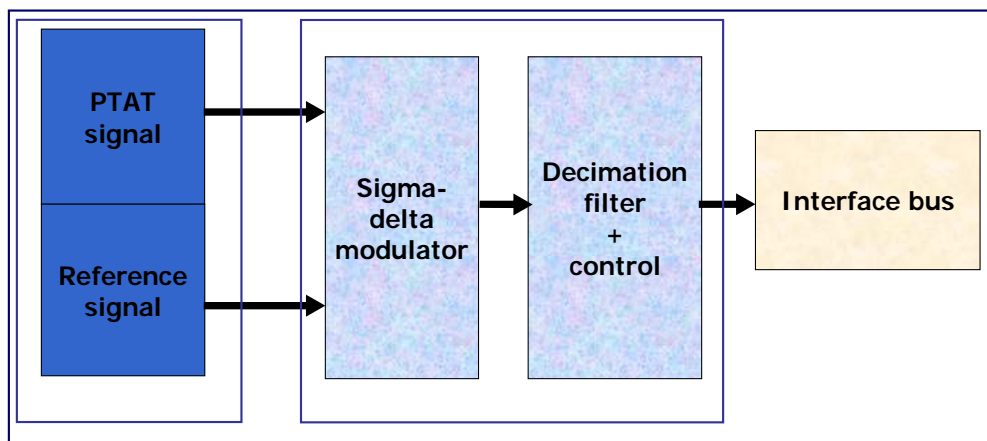 PTAT
signal
Reference
signal
Sigma-
delta
modulator
Decimation
filter
+
control
Interface bus